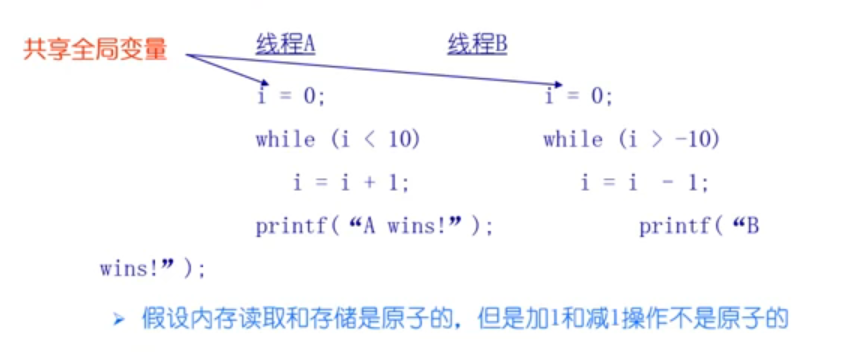 共享全局变量 线程A 线程B
i = 0; i = 0;
while (i < 10) while (i > -10)
i = i + 1; i = i - 1;
printf(“A wins!”); printf(“B
wins!”);
➢ 假设内存读取和存储是原子的，但是加1和减1操作不是原子的